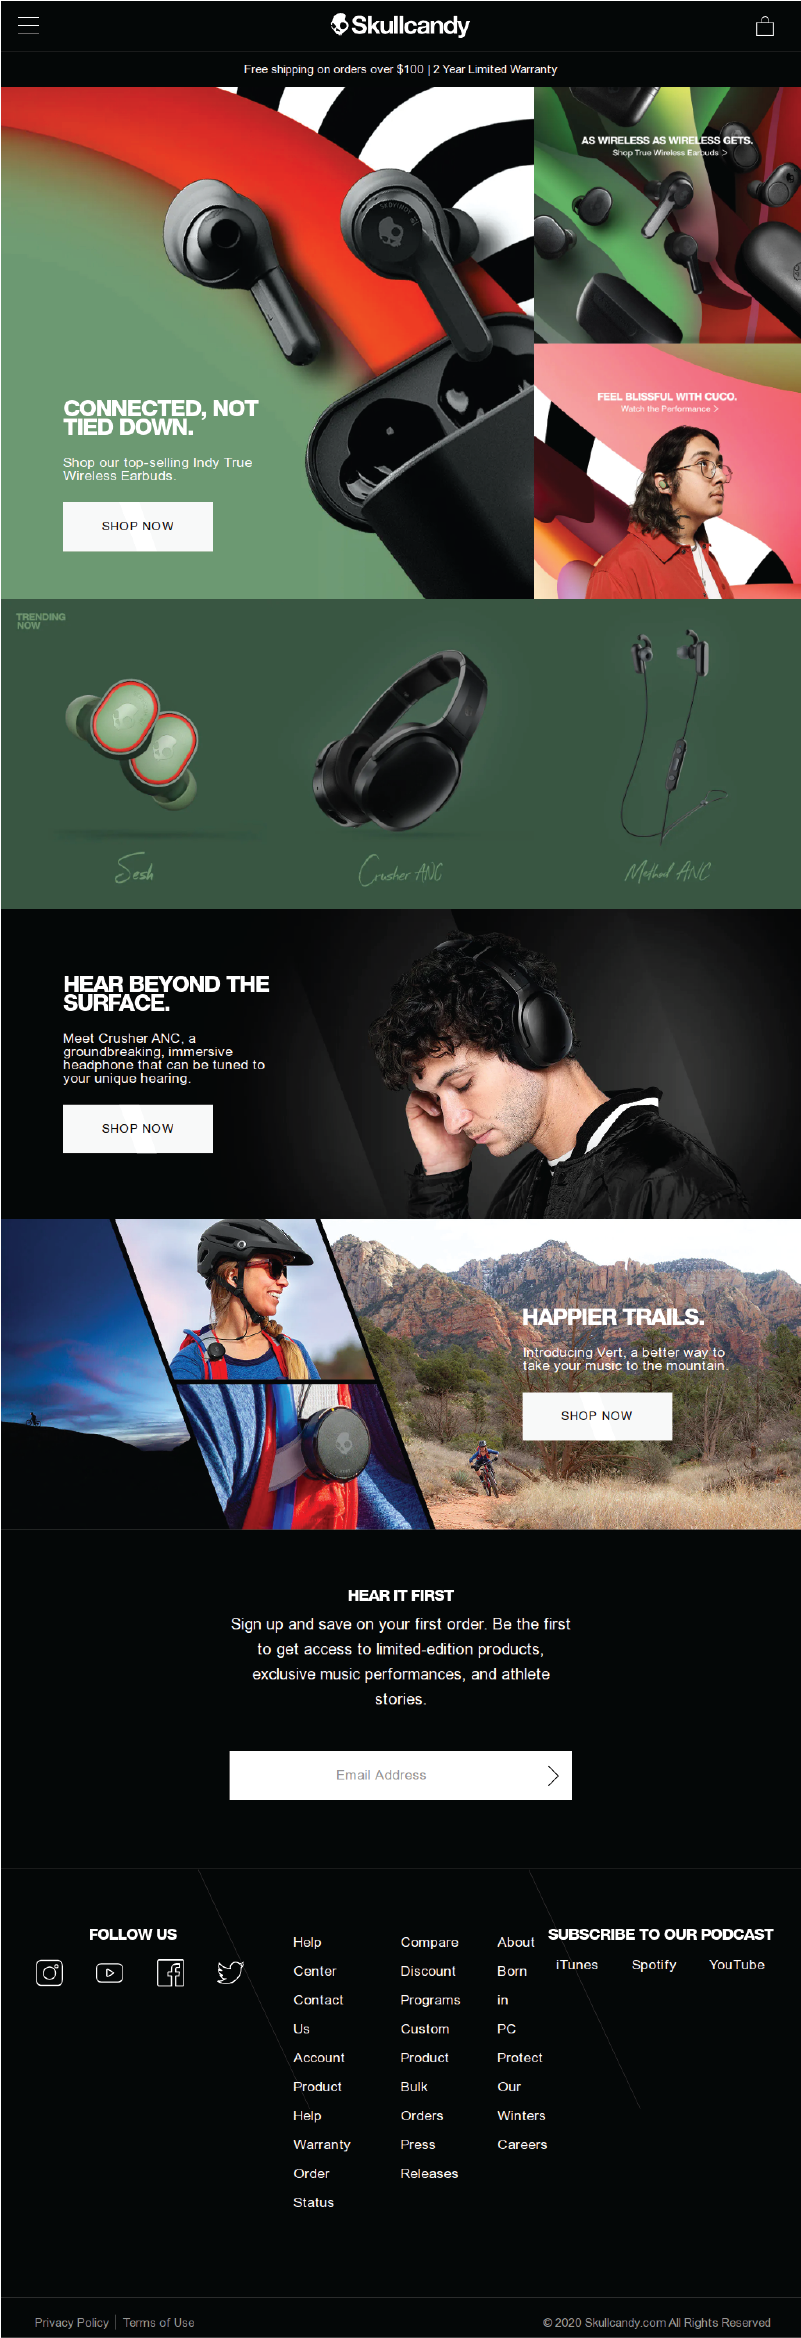 Skullcandy
Free shipping on orders over $100 | 2 Year Limited Warranty
AS WIRELESS AS WIRELESS GETS.
Shop True Wireless Earbuds >
CONNECTED, NOT
TIED DOWN.
Shop our top-selling Indy True
Wireless Earbuds.
SHOP NOW
FEEL BLISSFUL WITH CUCO.
Watch the Performance >
TRENDING
NOW
Sesh
Crusher ANC
Method ANC
HEAR BEYOND THE
SURFACE.
Meet Crusher ANC, a
groundbreaking, immersive
headphone that can be tuned to
your unique hearing.
SHOP NOW
HAPPIER TRAILS.
Introducing Vert, a better way to
take your music to the mountain.
SHOP NOW
HEAR IT FIRST
Sign up and save on your first order. Be the first
to get access to limited-edition products,
exclusive music performances, and athlete
stories.
Email Address
FOLLOW US
Help
Center
Contact
Us
Account
Product
Help
Warranty
Order
Status
Compare
Discount
Programs
Custom
Product
Bulk
Orders
Press
Releases
About
Born
in
PC
Protect
Our
Winters
Careers
SUBSCRIBE TO OUR PODCAST
iTunes Spotify YouTube
Privacy Policy | Terms of Use
© 2020 Skullcandy.com All Rights Reserved